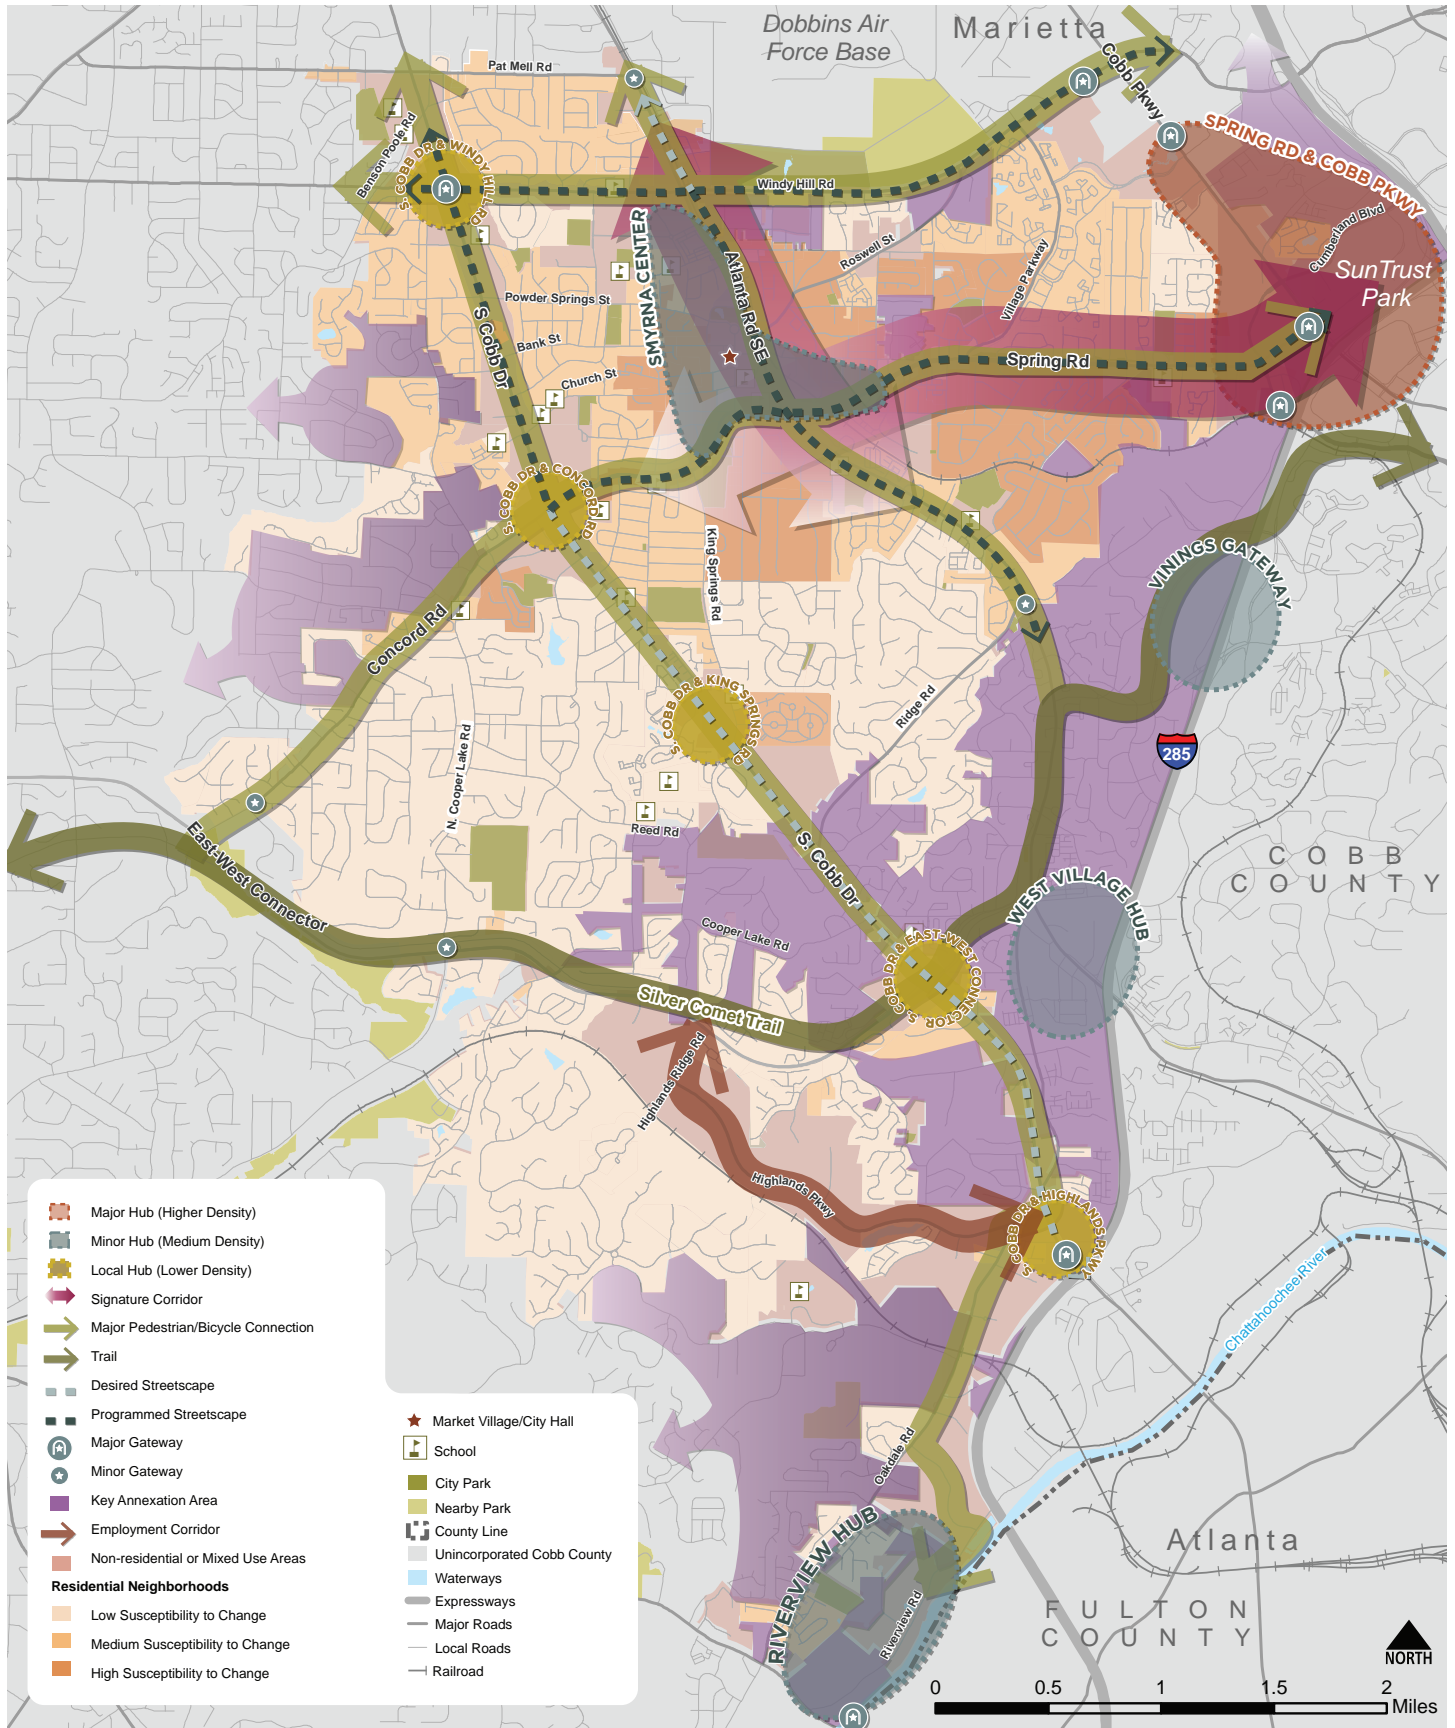 Dobbins Air
Force Base
Marietta
Cobb Pkwy
Pat Mell Rd
Benson Poole Rd
S. COBB DR & WINDY HILL RD
Windy Hill Rd
SPRING RD & COBB PKWY
Cumberland Blvd
SunTrust
Park
SMYRNA CENTER
Atlanta Rd SE
Roswell St
Village Parkway
Powder Springs St
S Cobb Dr
Bank St
Church St
Spring Rd
S. COBB DR & CONCORD RD
King Springs Rd
VININGS GATEWAY
Concord Rd
S. COBB DR & KING SPRINGS RD
Ridge Rd
285
N. Cooper Lake Rd
Reed Rd
East-West Connector
S. Cobb Dr
COBB
COUNTY
WEST VILLAGE HUB
Cooper Lake Rd
S. COBB DR & EAST-WEST CONNECTOR
Silver Comet Trail
Highlands Ridge Rd
Highlands Pkwy
S. COBB DR & HIGHLANDS PKWY
Chattahoochee River
Oakdale Rd
RIVERVIEW HUB
Riverview Rd
Atlanta
FULTON
COUNTY
NORTH
0 0.5 1 1.5 2
Miles
Major Hub (Higher Density)
Minor Hub (Medium Density)
Local Hub (Lower Density)
Signature Corridor
Major Pedestrian/Bicycle Connection
Trail
Desired Streetscape
Programmed Streetscape
Major Gateway
Minor Gateway
Key Annexation Area
Employment Corridor
Non-residential or Mixed Use Areas
Residential Neighborhoods
Low Susceptibility to Change
Medium Susceptibility to Change
High Susceptibility to Change
Market Village/City Hall
School
City Park
Nearby Park
County Line
Unincorporated Cobb County
Waterways
Expressways
Major Roads
Local Roads
Railroad